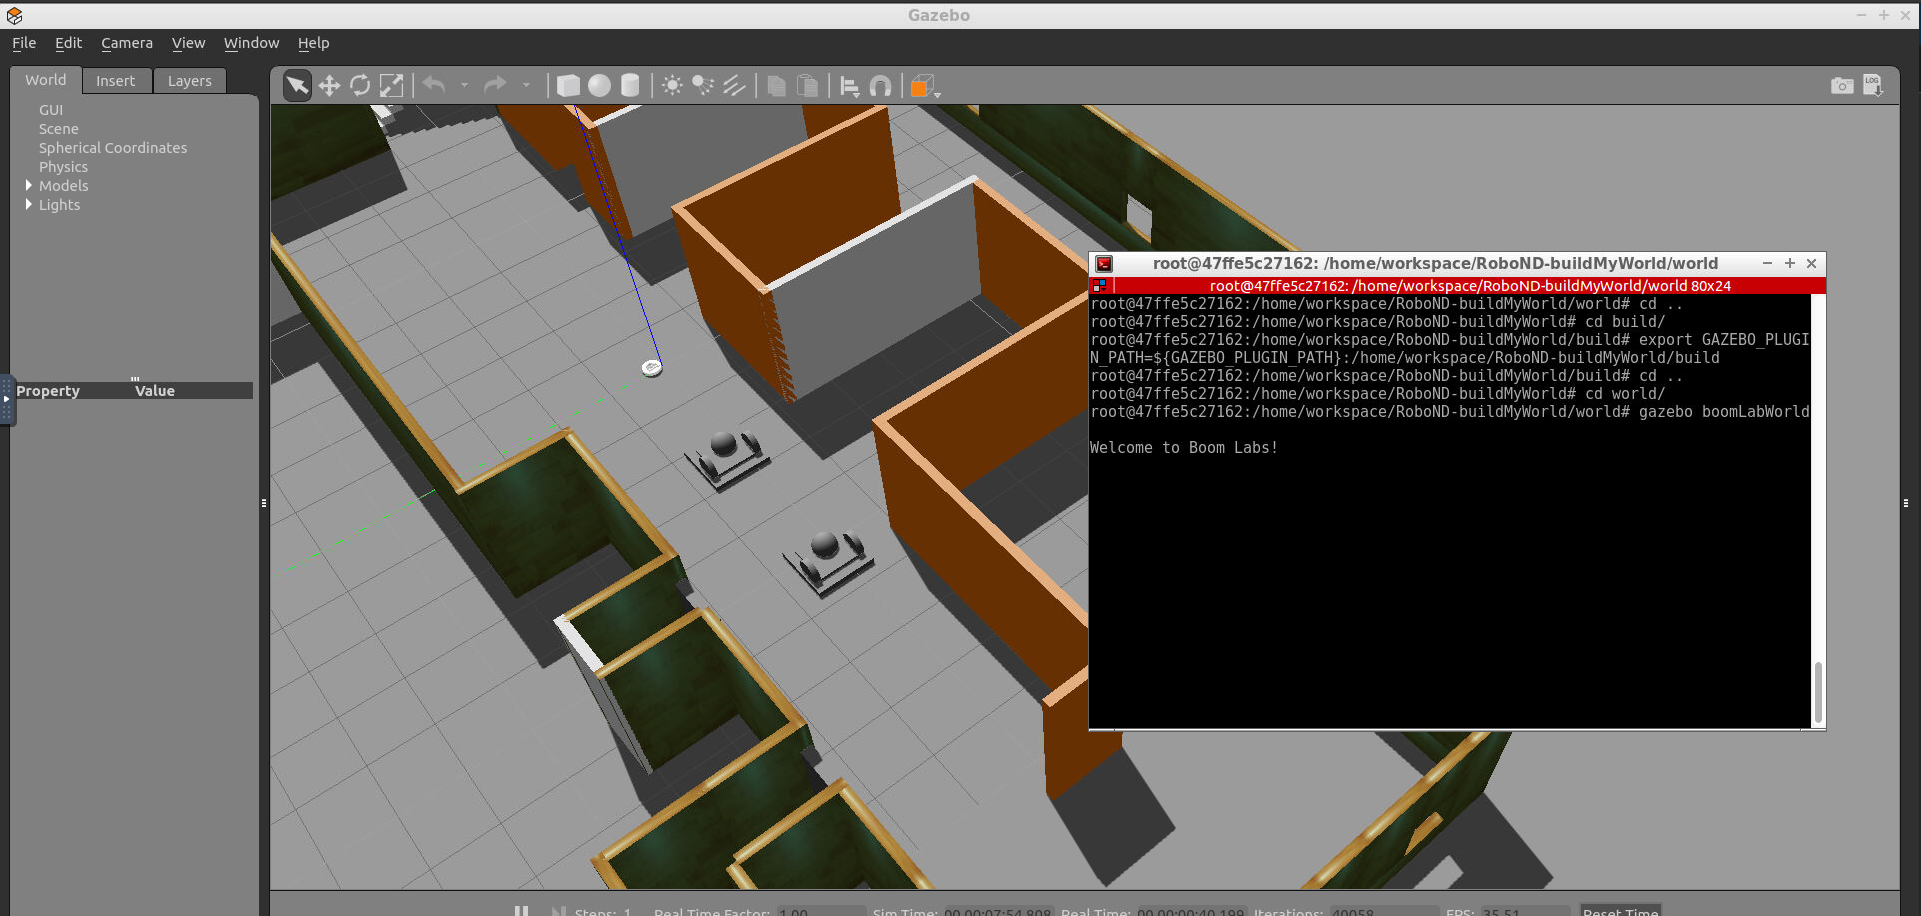 Gazebo
File Edit Camera View Window Help
World Insert Layers
LOG
GUI
Scene
Spherical Coordinates
Physics
Models
Lights
Property Value
root@47ffe5c27162: /home/workspace/RoboND-buildMyWorld/world
root@47ffe5c27162: /home/workspace/RoboND-buildMyWorld/world 80x24
root@47ffe5c27162:/home/workspace/RoboND-buildMyWorld/world# cd ..
root@47ffe5c27162:/home/workspace/RoboND-buildMyWorld# cd build/
root@47ffe5c27162:/home/workspace/RoboND-buildMyWorld/build# export GAZEBO_PLUGI
N_PATH=${GAZEBO_PLUGIN_PATH}:/home/workspace/RoboND-buildMyWorld/build
root@47ffe5c27162:/home/workspace/RoboND-buildMyWorld/build# cd ..
root@47ffe5c27162:/home/workspace/RoboND-buildMyWorld# cd world/
root@47ffe5c27162:/home/workspace/RoboND-buildMyWorld/world# gazebo boomLabWorld
Welcome to Boom Labs!
Steps: 1 Real Time Factor: 1.00 Sim Time: 00 00:07:54.808 Real Time: 00 00:00:40.199 Iterations: 40058 FPS: 35.51 Reset Time